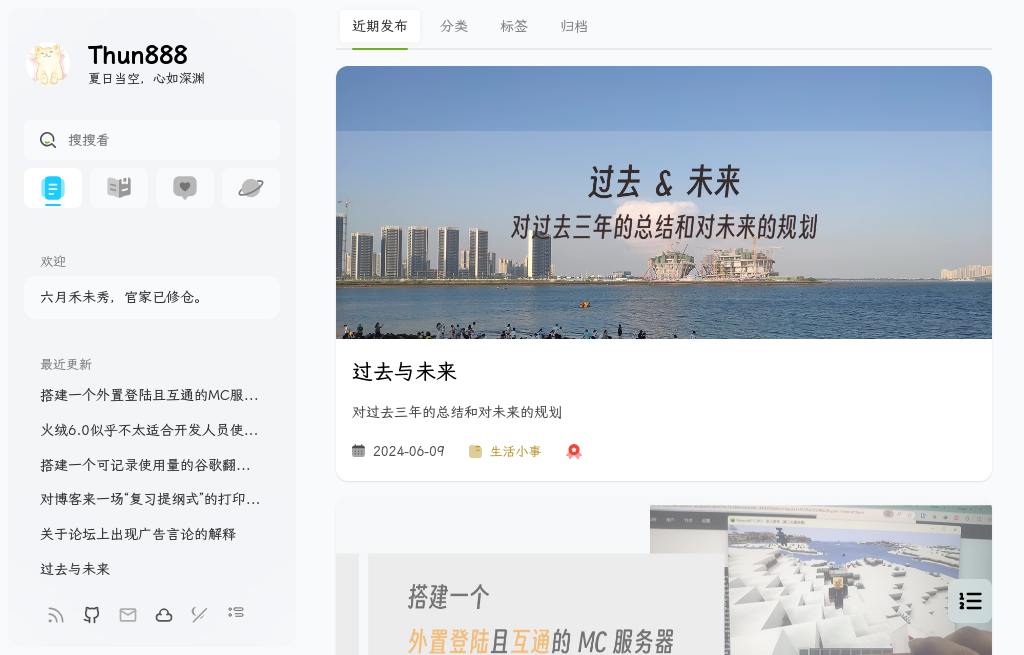 Thun888
夏日当空，心如深渊
搜搜看
欢迎
六月禾未秀，官家已修仓。
最近更新
搭建一个外置登陆且互通的MC服...
火绒6.0似乎不太适合开发人员使...
搭建一个可记录使用量的谷歌翻...
对博客来一场“复习提纲式”的打印...
关于论坛上出现广告言论的解释
过去与未来
近期发布 分类 标签 归档
过去 & 未来
对过去三年的总结和对未来的规划
过去与未来
对过去三年的总结和对未来的规划
2024-06-09 生活小事
搭建一个
外置登陆且互通的 MC 服务器